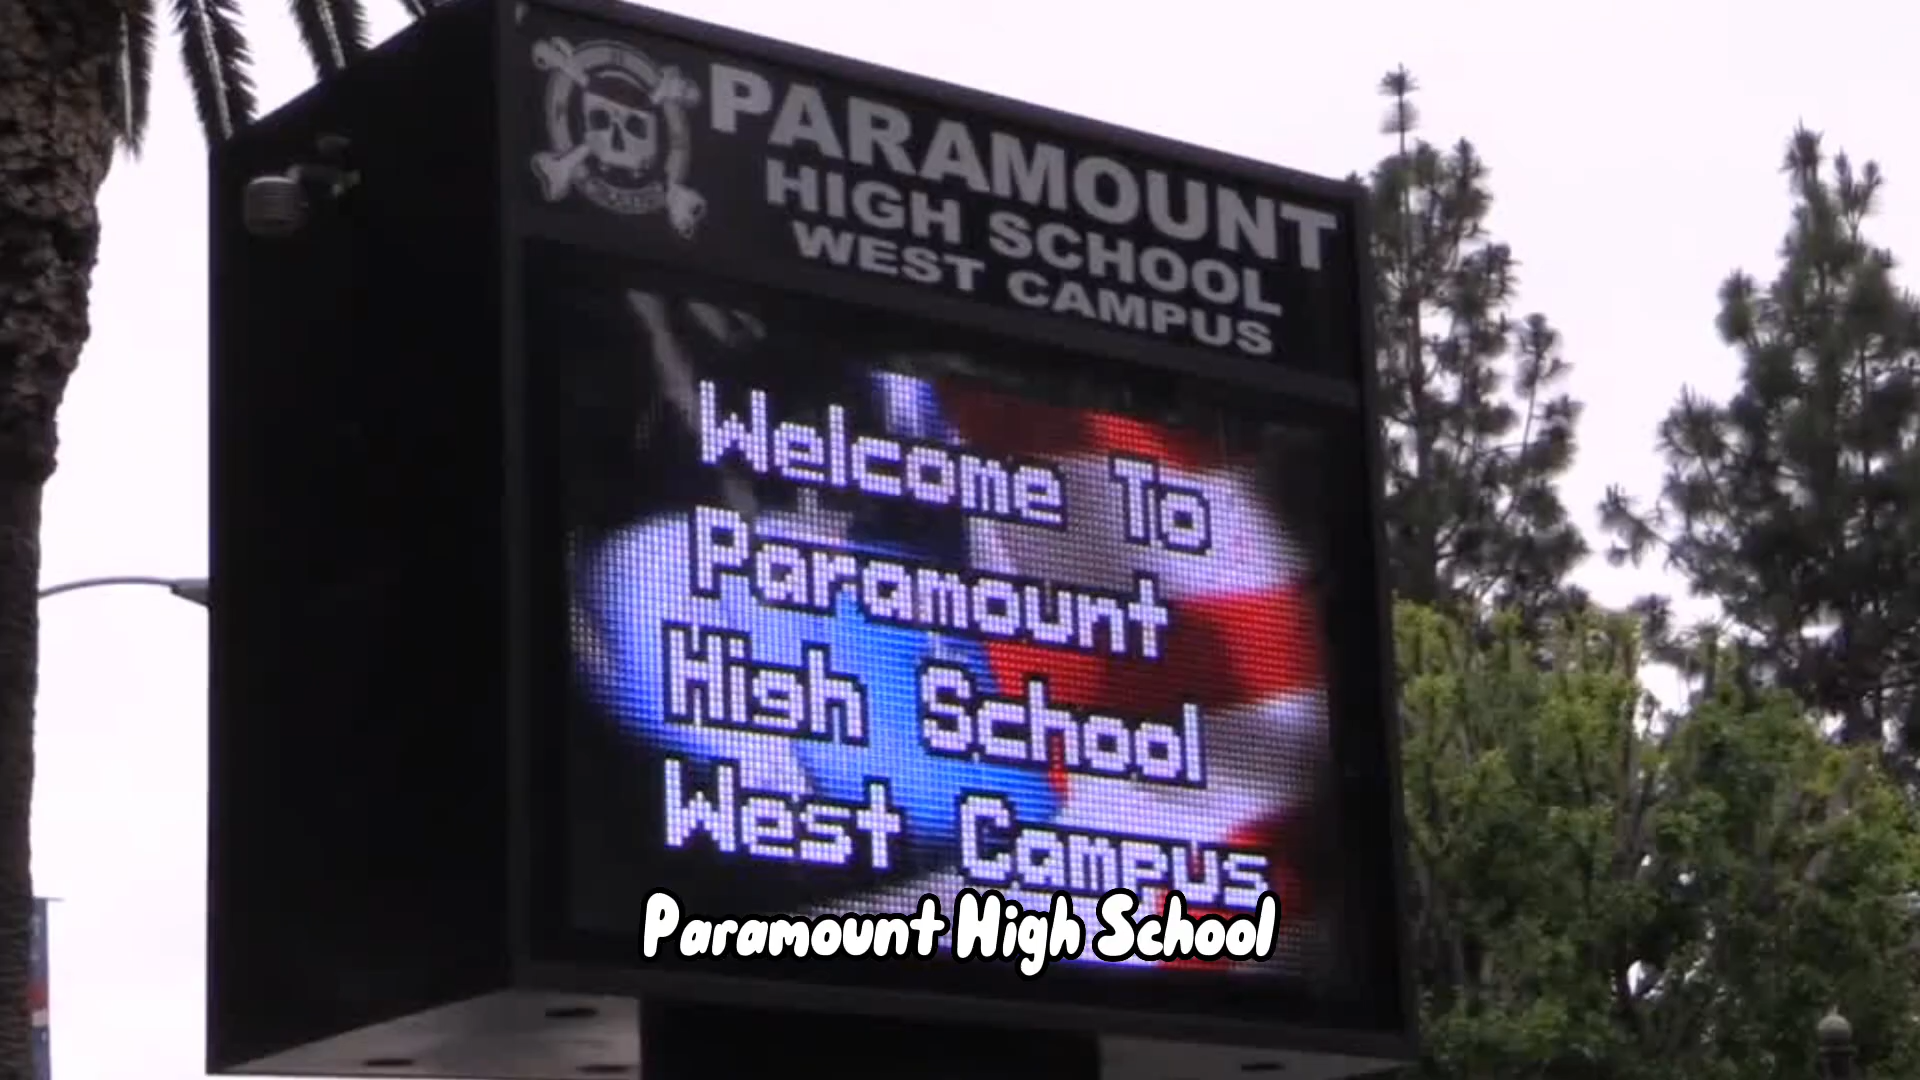 PARAMOUNT
HIGH SCHOOL
WEST CAMPUS
Welcome To
Paramount
High School
West Campus
Paramount High School